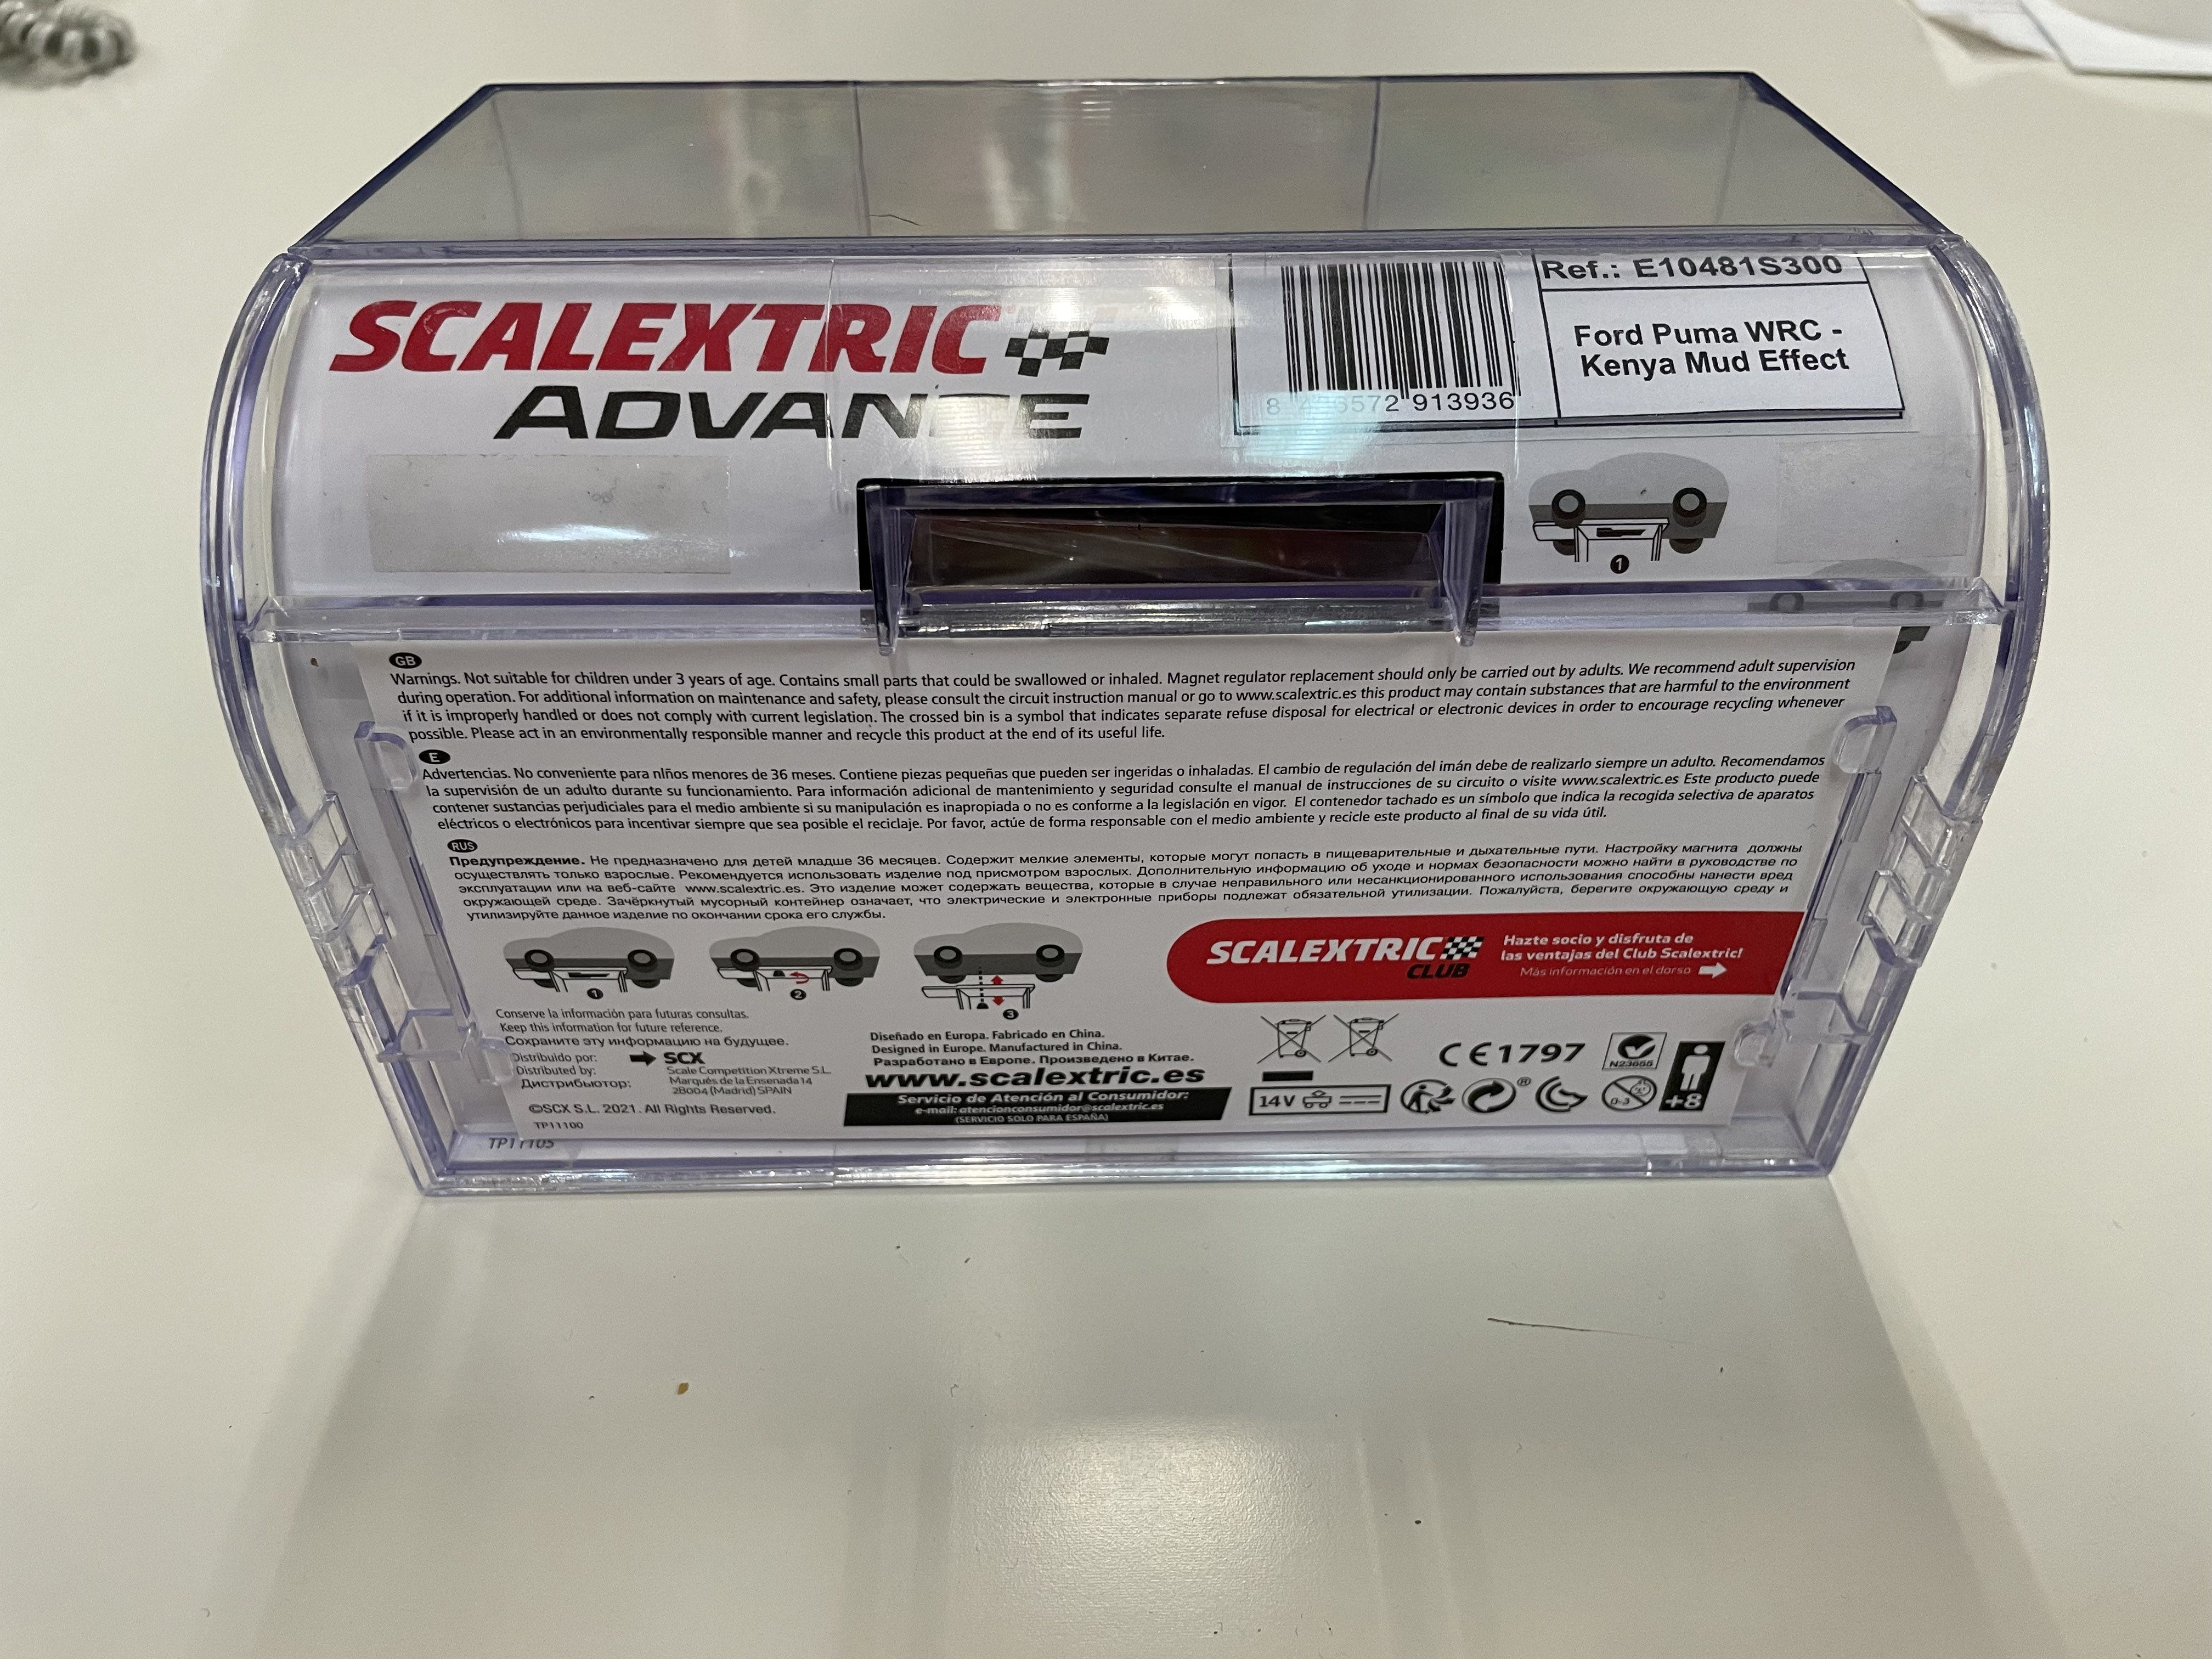 SCALEXTRIC
ADVANCE
572 913936
Ref.: E10481S300
Ford Puma WRC -
Kenya Mud Effect
1
GB
Warnings. Not suitable for children under 3 years of age. Contains small parts that could be swallowed or inhaled. Magnet regulator replacement should only be carried out by adults. We recommend adult supervision
during operation. For additional information on maintenance and safety, please consult the circuit instruction manual or go to www.scalextric.es this product may contain substances that are harmful to the environment
if it is improperly handled or does not comply with current legislation. The crossed bin is a symbol that indicates separate refuse disposal for electrical or electronic devices in order to encourage recycling whenever
possible. Please act in an environmentally responsible manner and recycle this product at the end of its useful life.
E
Advertencias. No conveniente para nIños menores de 36 meses. Contiene piezas pequeñas que pueden ser ingeridas o inhaladas. El cambio de regulación del imán debe de realizarlo siempre un adulto. Recomendamos
la supervisión de un adulto durante su funcionamiento. Para información adicional de mantenimiento y seguridad consulte el manual de instrucciones de su circuito o visite www.scalextric.es Este producto puede
contener sustancias perjudiciales para el medio ambiente si su manipulación es inapropiada o no es conforme a la legislación en vigor. El contenedor tachado es un símbolo que indica la recogida selectiva de aparatos
eléctricos o electrónicos para incentivar siempre que sea posible el reciclaje. Por favor, actúe de forma responsable con el medio ambiente y recicle este producto al final de su vida útil.
RUS
Предупреждение. Не предназначено для детей младше 36 месяцев. Содержит мелкие элементы, которые могут попасть в пищеварительные и дыхательные пути. Настройку магнита должны
осуществлять только взрослые. Рекомендуется использовать изделие под присмотром взрослых. Дополнительную информацию об уходе и нормах безопасности можно найти в руководстве по
эксплуатации или на веб-сайте www.scalextric.es. Это изделие может содержать вещества, которые в случае неправильного или несанкционированного использования способны нанести вред
окружающей среде. Зачёркнутый мусорный контейнер означает, что электрические и электронные приборы подлежат обязательной утилизации. Пожалуйста, берегите окружающую среду и
утилизируйте данное изделие по окончании срока его службы.
1
2
3
SCALEXTRIC
CLUB
Hazte socio y disfruta de
las ventajas del Club Scalextric!
Más información en el dorso
Conserve la información para futuras consultas.
Keep this information for future reference.
Сохраните эту информацию на будущее.
Distribuido por:
Distributed by:
Дистрибьютор:
SCX
Scale Competition Xtreme S.L.
Marqués de la Ensenada 14
28004 (Madrid) SPAIN
©SCX S.L. 2021. All Rights Reserved.
TP11100
TP11105
Diseñado en Europa. Fabricado en China.
Designed in Europe. Manufactured in China.
Разработано в Европе. Произведено в Китае.
www.scalextric.es
Servicio de Atención al Consumidor:
e-mail: atencionconsumidor@scalextric.es
(SERVICIO SOLO PARA ESPAÑA)
CE1797
N23655
14V
®
0-3
+8